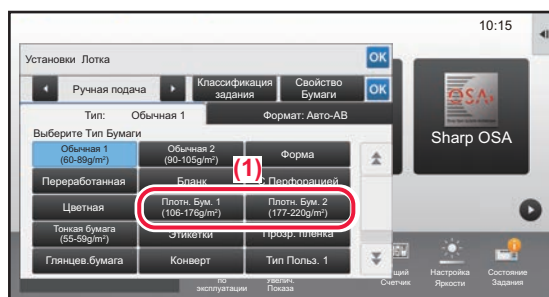 10:15
Установки Лотка
OK
Ручная подача
Классификация
задания
Свойство
Бумаги
OK
Тип: Обычная 1
Формат: Авто-AB
Выберите Тип Бумаги
Обычная 1
(60-89g/m²)
Обычная 2
(90-105g/m²)
Форма
(1)
Переработанная
Бланк
С Перфорацией
Цветная
Плотн. Бум. 1
(106-176g/m²)
Плотн. Бум. 2
(177-220g/m²)
Тонкая бумага
(55-59g/m²)
Этикетки
Прозр. пленка
Глянцев.бумага
Конверт
Тип Польз. 1
OSA
Sharp OSA
по
эксплуатации
Увелич.
Показа
щий
Счетчик
Настройка
Яркости
Состояние
Задания